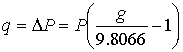 q = ΔP = P(g/9.8066 − 1)